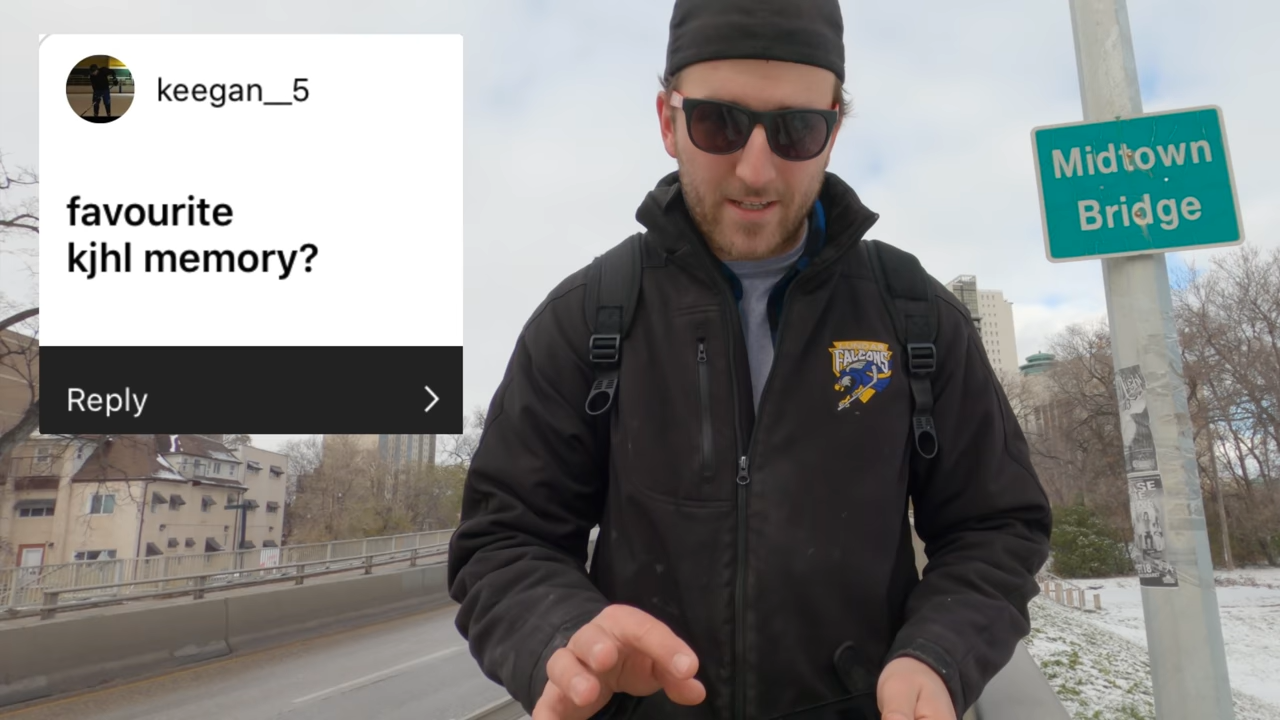 keegan__5
favourite
kjhl memory?
Reply
Midtown
Bridge
FALCONS